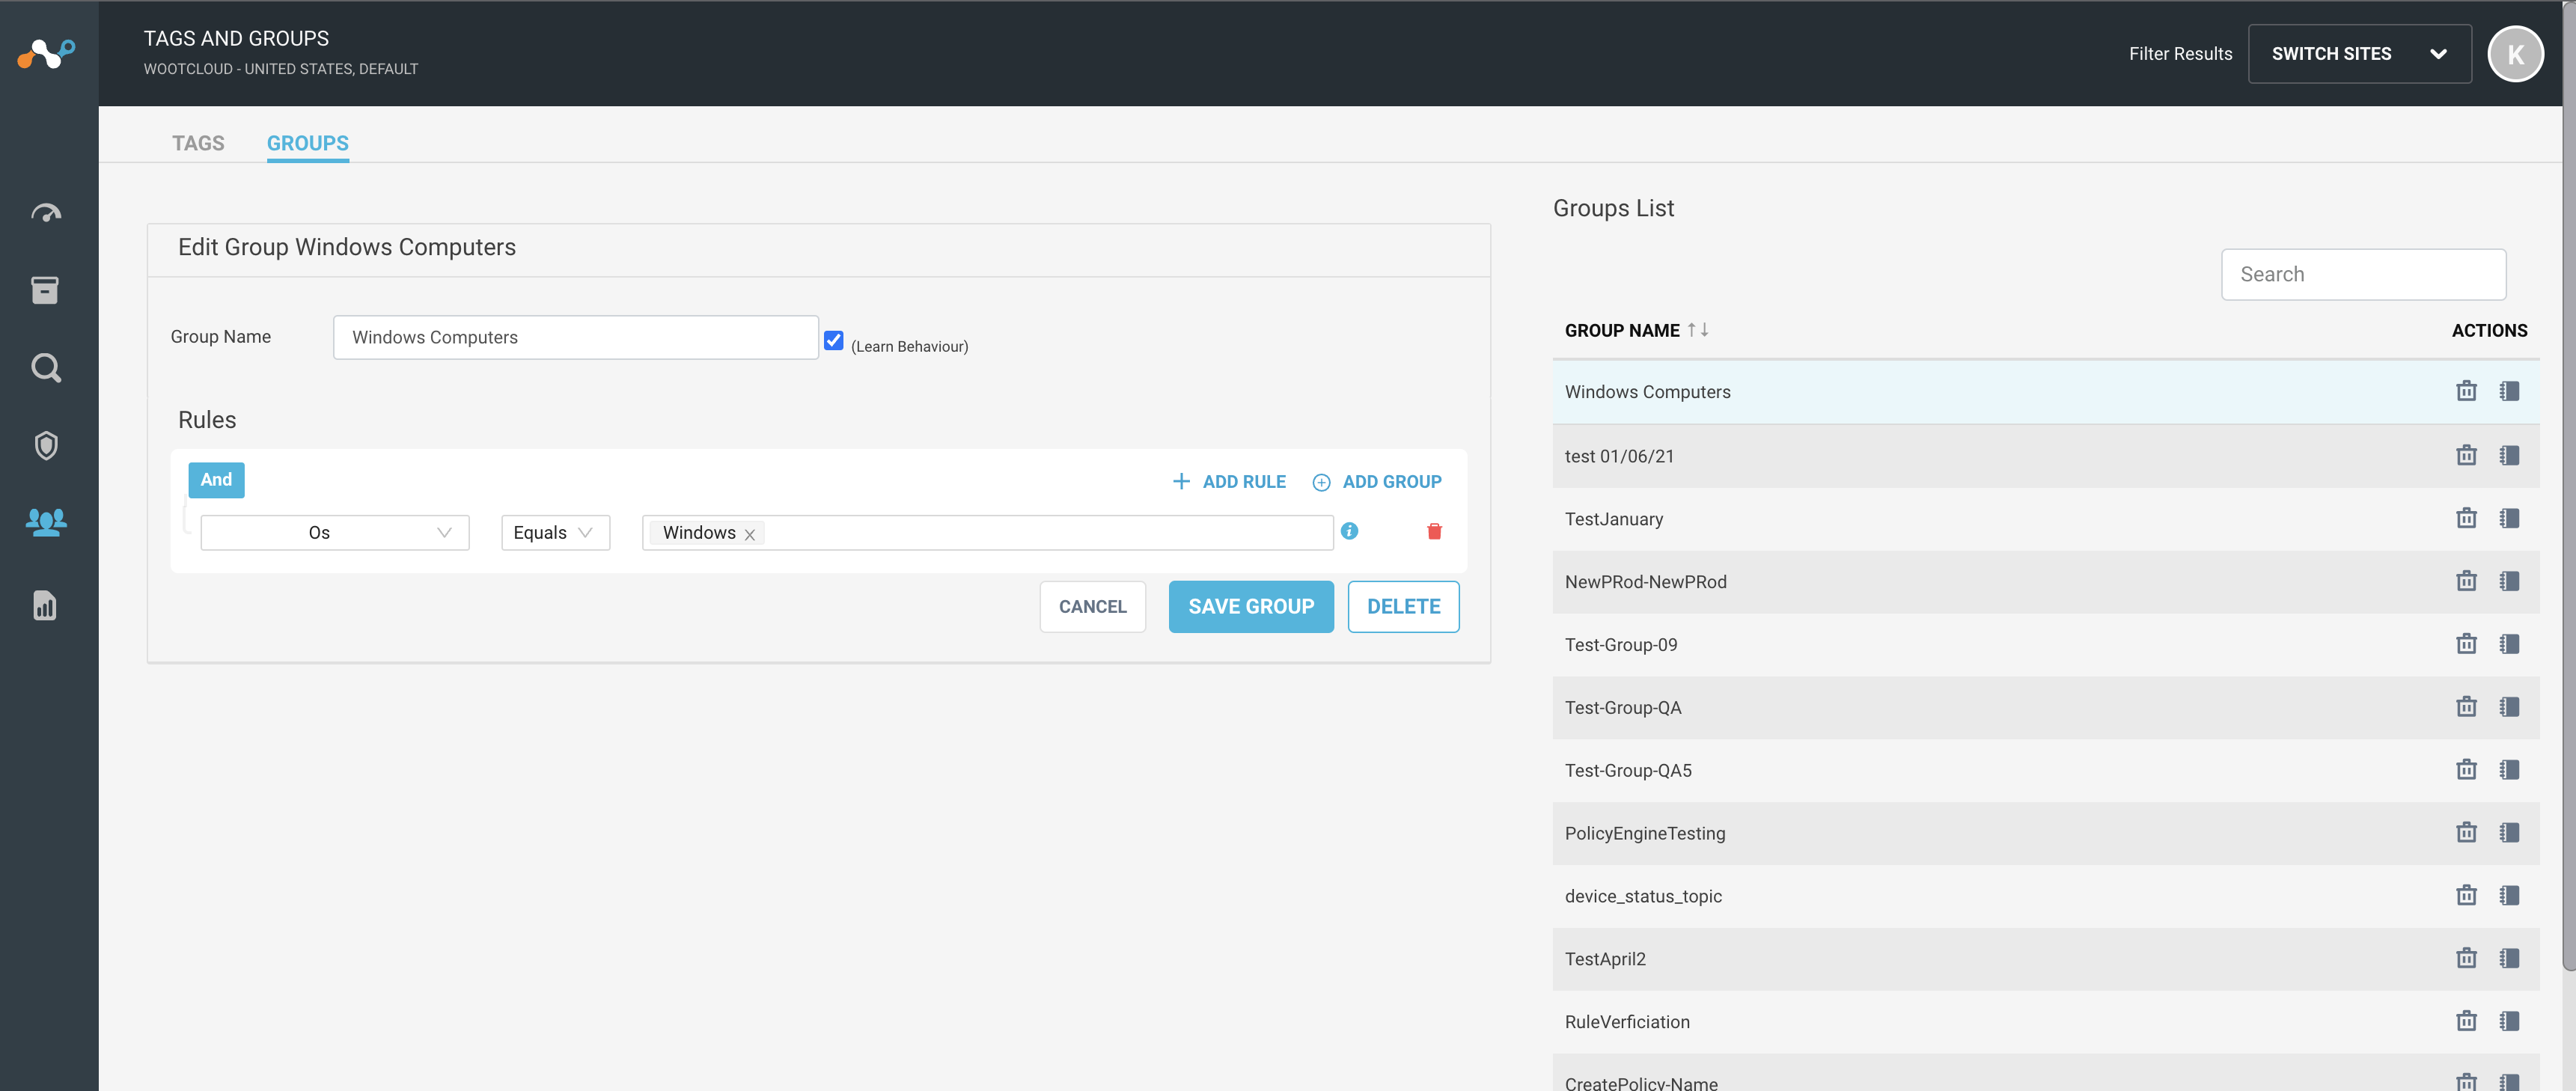 TAGS AND GROUPS
WOOTCLOUD - UNITED STATES, DEFAULT
Filter Results
SWITCH SITES
K
TAGS
GROUPS
Edit Group Windows Computers
Group Name
Windows Computers
(Learn Behaviour)
Rules
And
ADD RULE
ADD GROUP
Os
Equals
Windows
CANCEL
SAVE GROUP
DELETE
Groups List
Search
GROUP NAME
ACTIONS
Windows Computers
test 01/06/21
TestJanuary
NewPRod-NewPRod
Test-Group-09
Test-Group-QA
Test-Group-QA5
PolicyEngineTesting
device_status_topic
TestApril2
RuleVerficiation
CreatePolicy-Name